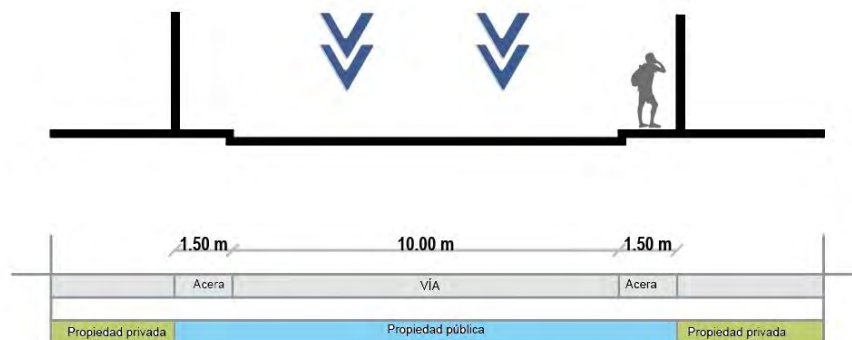 1.50 m 10.00 m 1.50 m
Acera VÍA Acera
Propiedad privada Propiedad pública Propiedad privada